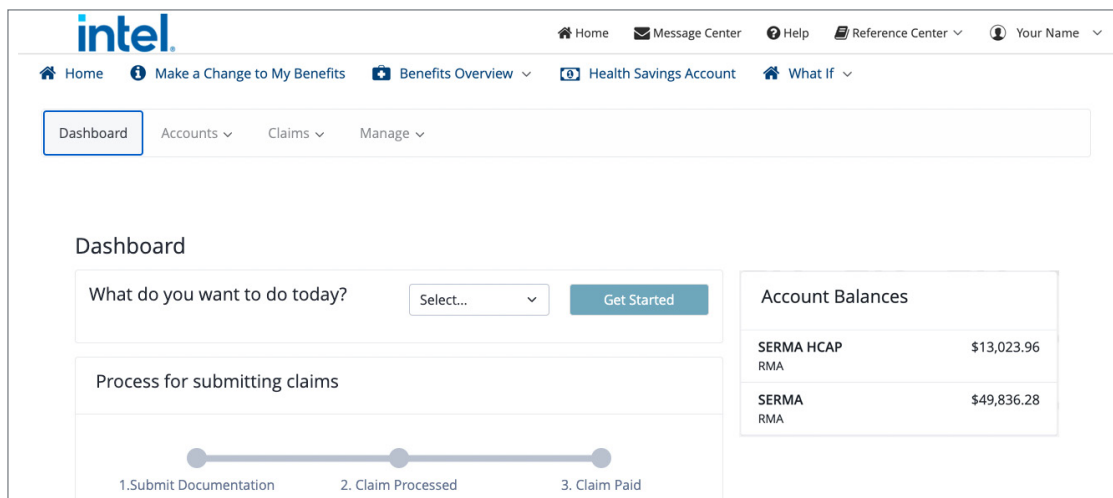 intel.
Home Message Center Help Reference Center Your Name
Home Make a Change to My Benefits Benefits Overview Health Savings Account What If
Dashboard Accounts Claims Manage
Dashboard
What do you want to do today? Select... Get Started
Account Balances
SERMA HCAP $13,023.96
RMA
SERMA $49,836.28
RMA
Process for submitting claims
1.Submit Documentation 2. Claim Processed 3. Claim Paid